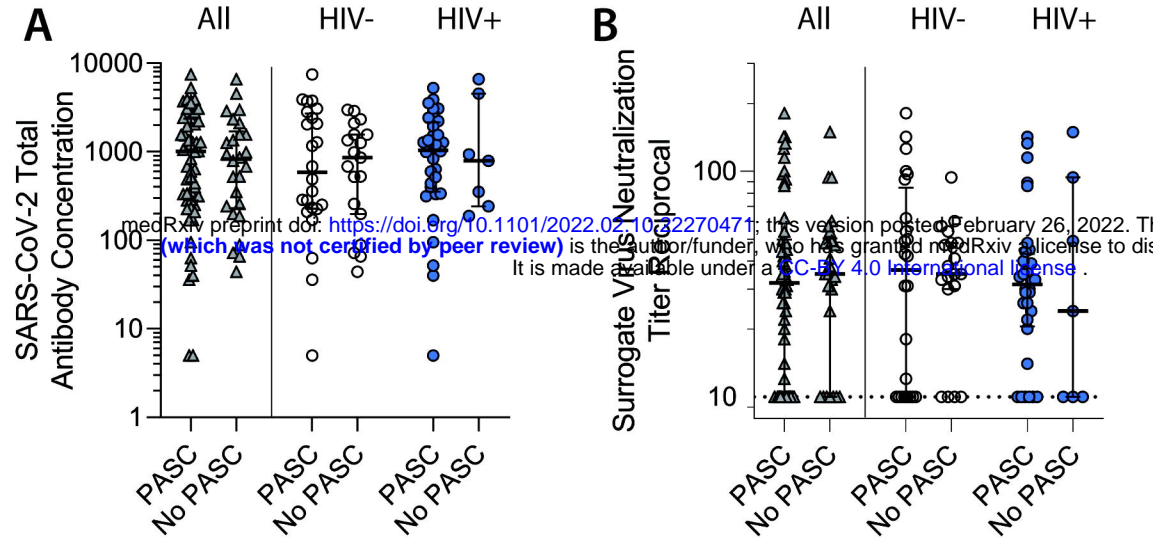 A
All
HIV-
HIV+
SARS-CoV-2 Total
Antibody Concentration
10000
1000
100
10
1
PASC
No PASC
PASC
No PASC
PASC
No PASC
B
All
HIV-
HIV+
Surrogate Virus Neutralization
Titer Reciprocal
100
10
PASC
No PASC
PASC
No PASC
PASC
No PASC
medRxiv preprint doi: https://doi.org/10.1101/2022.02.10.22270471; this version posted February 26, 2022. Th
(which was not certified by peer review) is the author/funder, who has granted medRxiv a license to dis
It is made available under a CC-BY 4.0 International license .